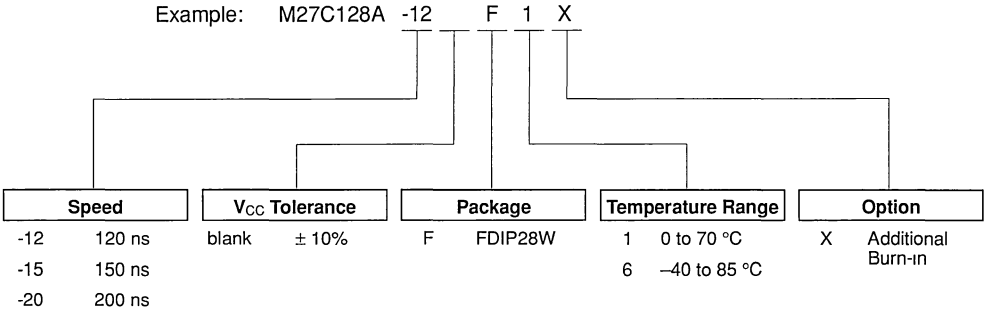 Example: M27C128A -12 F 1 X
Speed
-12 120 ns
-15 150 ns
-20 200 ns
VCC Tolerance
blank ± 10%
Package
F FDIP28W
Temperature Range
1 0 to 70 °C
6 –40 to 85 °C
Option
X Additional
Burn-in